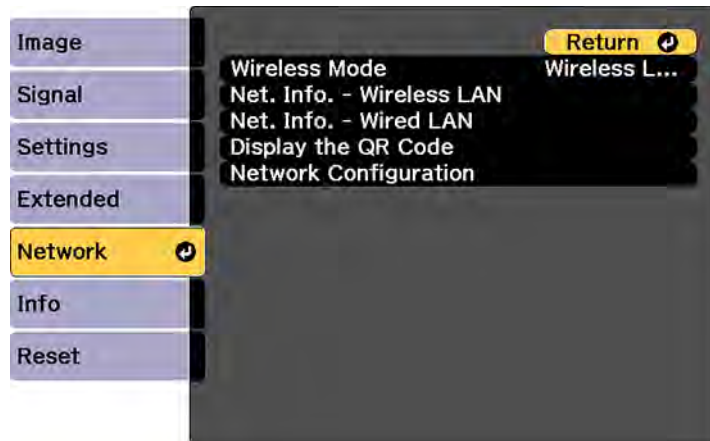 Image
Signal
Settings
Extended
Network
Info
Reset
Return
Wireless Mode Wireless L...
Net. Info. - Wireless LAN
Net. Info. - Wired LAN
Display the QR Code
Network Configuration